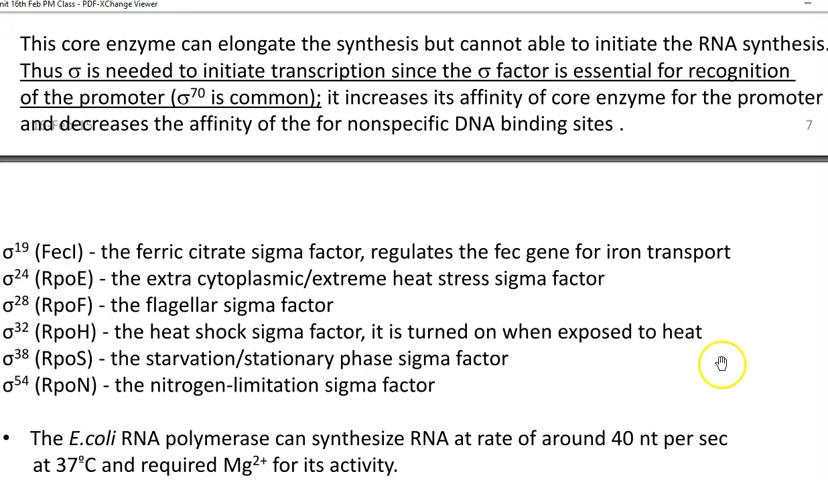 nit 16th Feb PM Class - PDF-XChange Viewer
This core enzyme can elongate the synthesis but cannot able to initiate the RNA synthesis.
Thus σ is needed to initiate transcription since the σ factor is essential for recognition
of the promoter (σ⁷⁰ is common); it increases its affinity of core enzyme for the promoter
and decreases the affinity of the for nonspecific DNA binding sites .
7
σ¹⁹ (FecI) - the ferric citrate sigma factor, regulates the fec gene for iron transport
σ²⁴ (RpoE) - the extra cytoplasmic/extreme heat stress sigma factor
σ²⁸ (RpoF) - the flagellar sigma factor
σ³² (RpoH) - the heat shock sigma factor, it is turned on when exposed to heat
σ³⁸ (RpoS) - the starvation/stationary phase sigma factor
σ⁵⁴ (RpoN) - the nitrogen-limitation sigma factor
• The E.coli RNA polymerase can synthesize RNA at rate of around 40 nt per sec
at 37ºC and required Mg²⁺ for its activity.